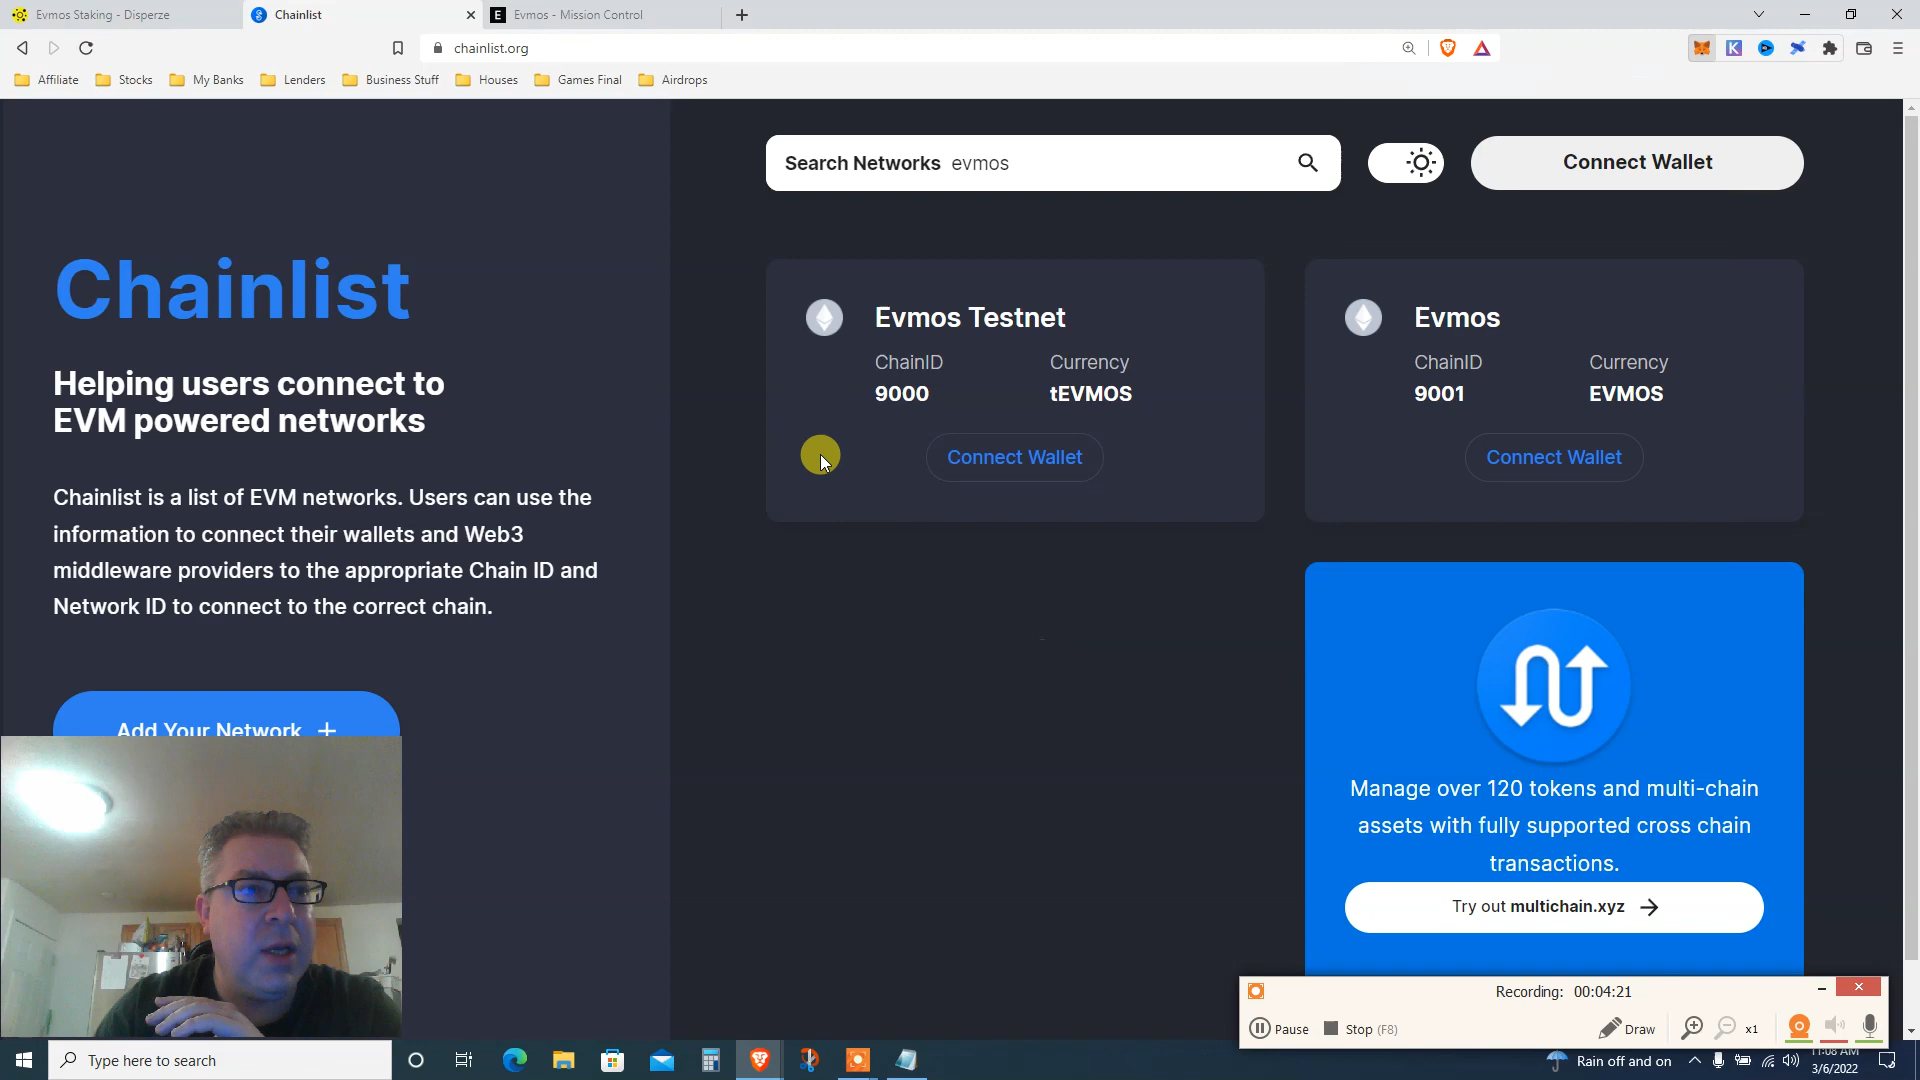 Evmos Staking - Disperze
Chainlist
Evmos - Mission Control
chainlist.org
Affiliate
Stocks
My Banks
Lenders
Business Stuff
Houses
Games Final
Airdrops
Search Networks evmos
Connect Wallet
Chainlist
Helping users connect to
EVM powered networks
Chainlist is a list of EVM networks. Users can use the
information to connect their wallets and Web3
middleware providers to the appropriate Chain ID and
Network ID to connect to the correct chain.
Add Your Network +
Evmos Testnet
ChainID Currency
9000 tEVMOS
Connect Wallet
Evmos
ChainID Currency
9001 EVMOS
Connect Wallet
Manage over 120 tokens and multi-chain
assets with fully supported cross chain
transactions.
Try out multichain.xyz
Recording: 00:04:21
Pause
Stop (F8)
Draw
x1
Type here to search
Rain off and on
11:08 AM
3/6/2022